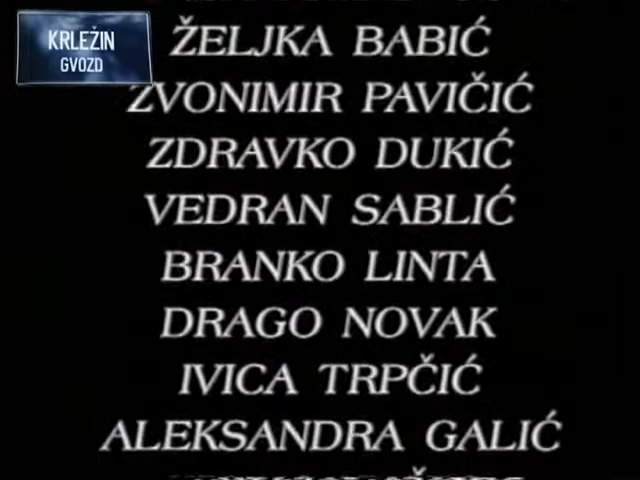 KRLEŽIN
GVOZD
ŽELJKA BABIĆ
ZVONIMIR PAVIČIĆ
ZDRAVKO DUKIĆ
VEDRAN SABLIĆ
BRANKO LINTA
DRAGO NOVAK
IVICA TRPČIĆ
ALEKSANDRA GALIĆ